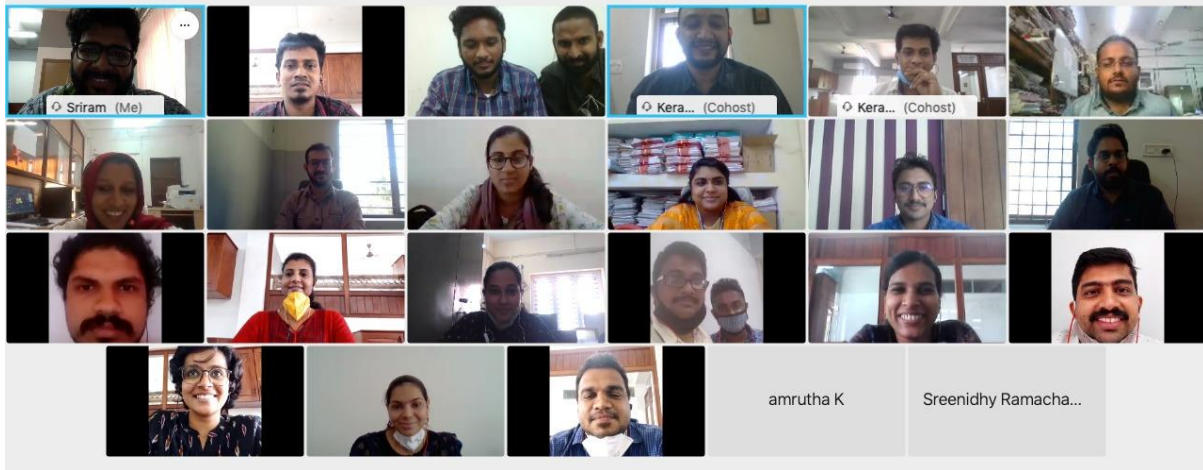 Sriram (Me)
Kera... (Cohost)
Kera... (Cohost)
amrutha K
Sreenidhy Ramacha...